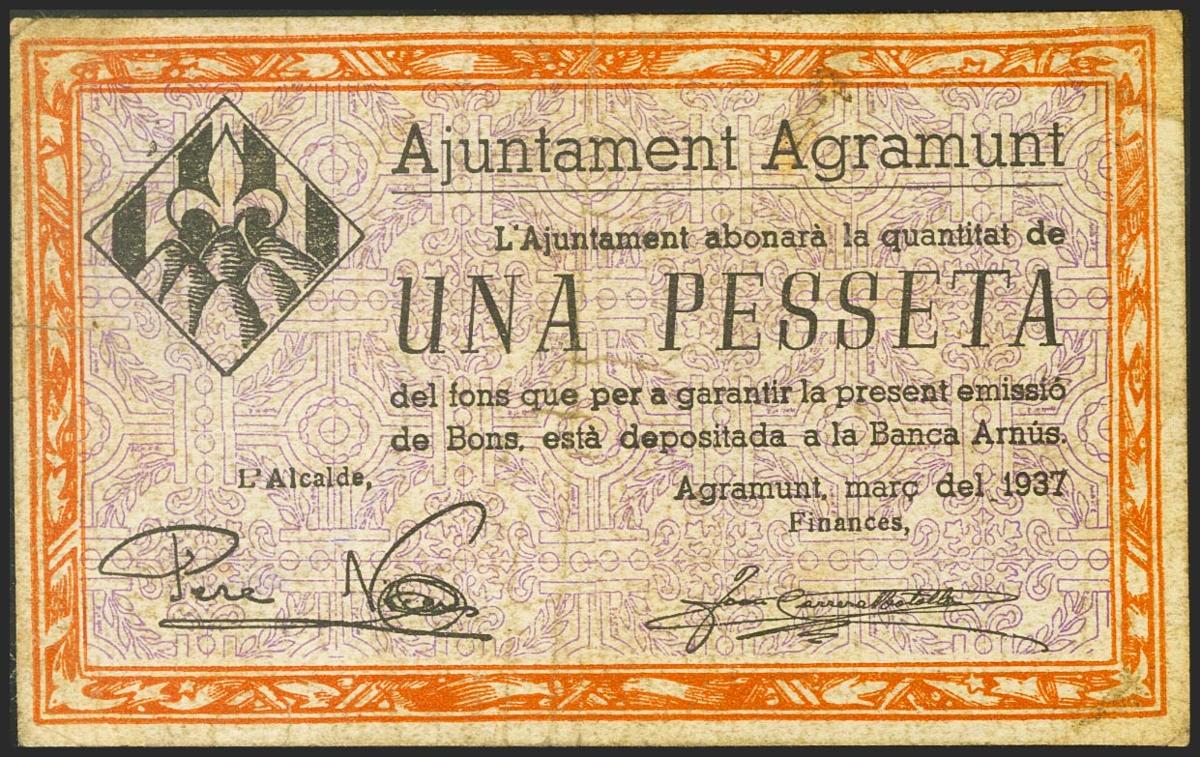 Ajuntament Agramunt
L'Ajuntament abonarà la quantitat de
UNA PESSETA
del fons que per a garantir la present emissió
de Bons, està depositada a la Banca Arnús.
L'Alcalde,
Agramunt, març del 1937
Finances,
Pere